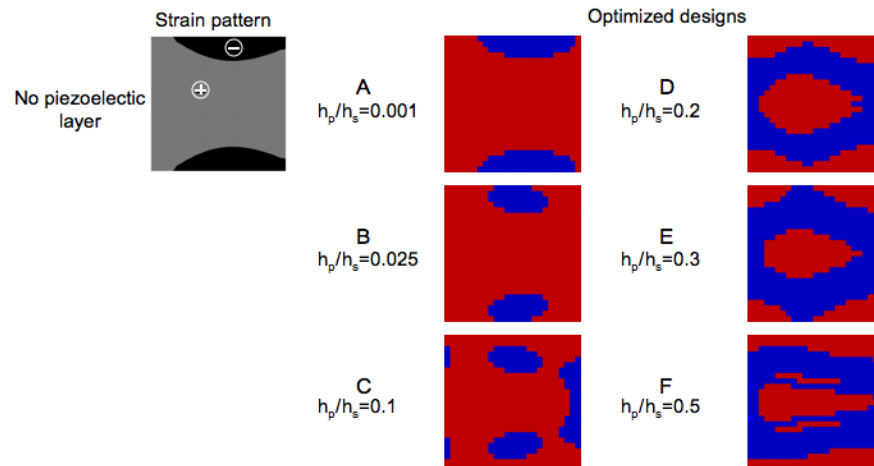 Strain pattern
Optimized designs
No piezoelectic
layer
−
+
A
hp/hs=0.001
D
hp/hs=0.2
B
hp/hs=0.025
E
hp/hs=0.3
C
hp/hs=0.1
F
hp/hs=0.5